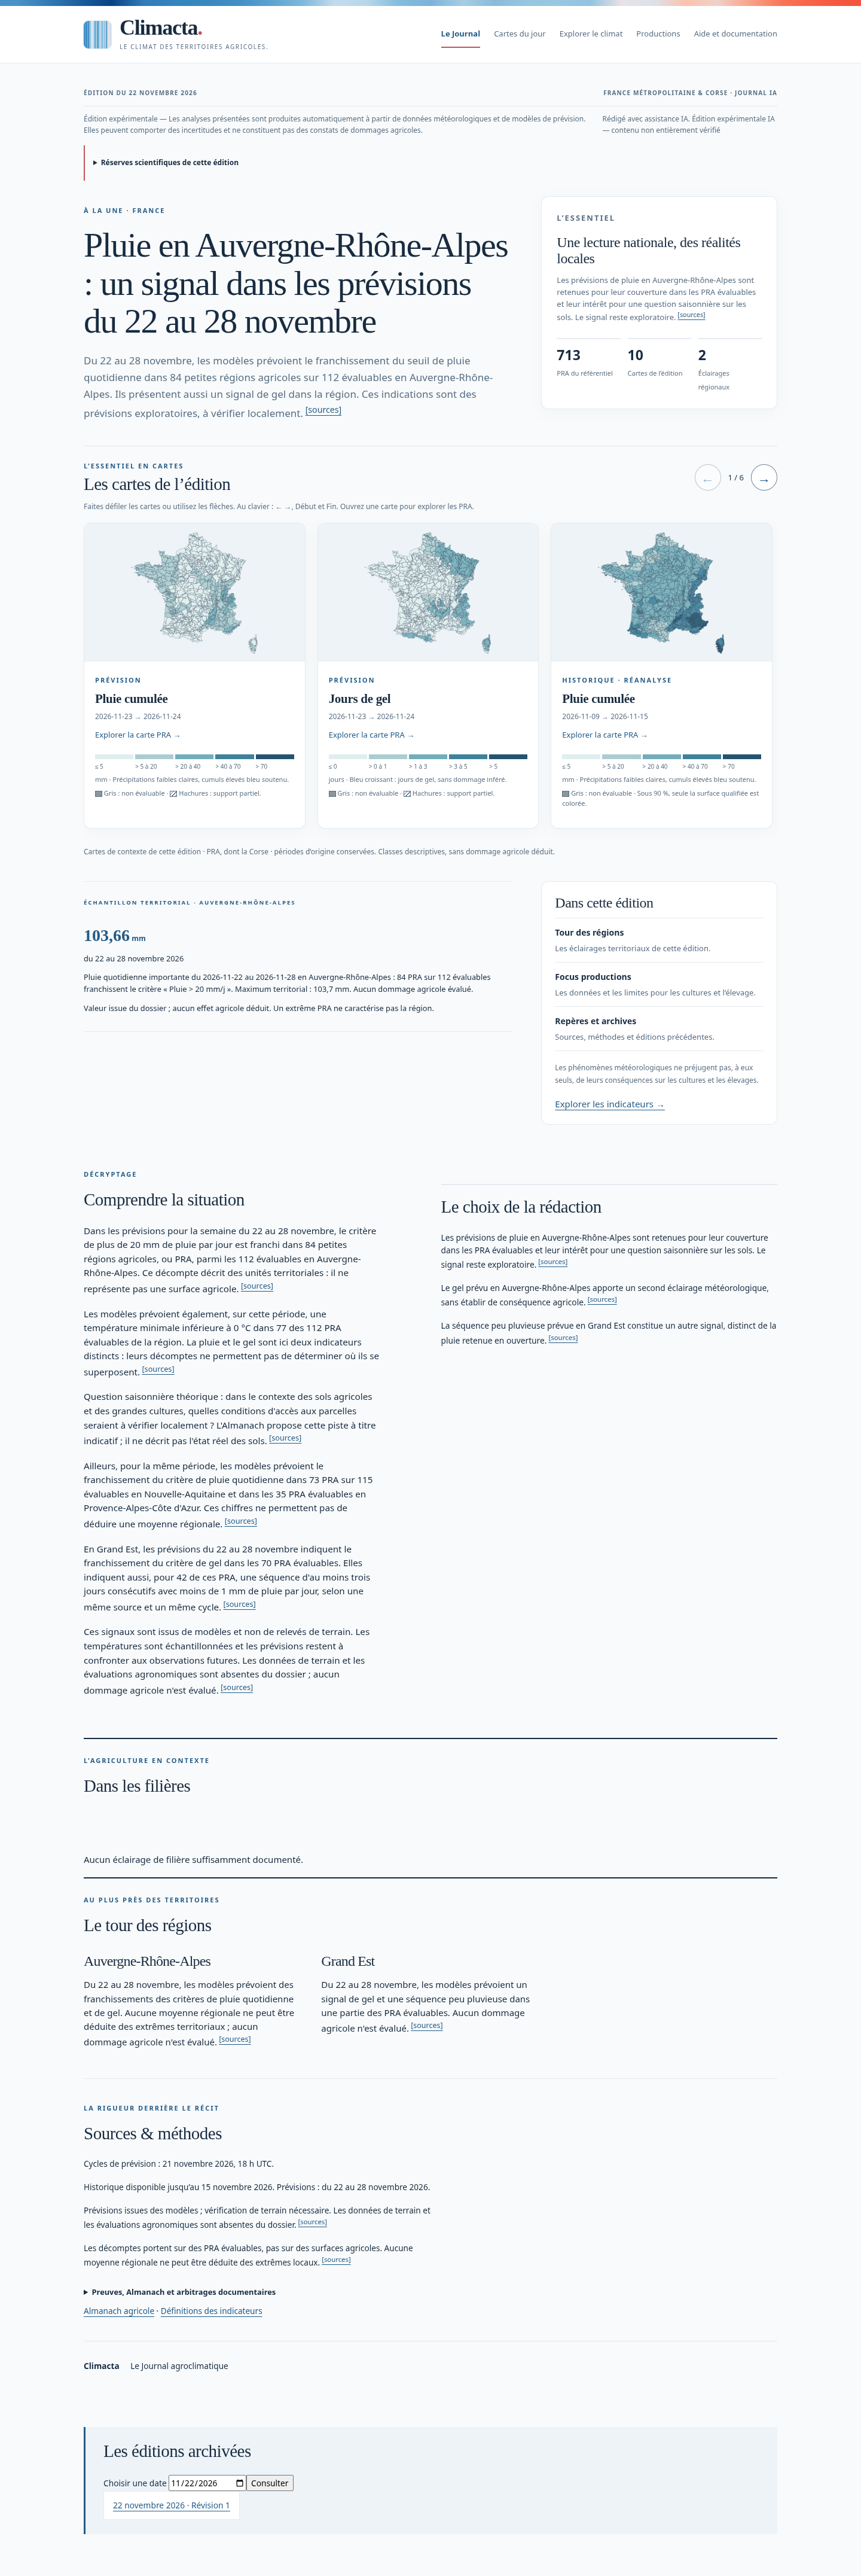 Climacta.
LE CLIMAT DES TERRITOIRES AGRICOLES.
Le Journal
Cartes du jour
Explorer le climat
Productions
Aide et documentation
ÉDITION DU 22 NOVEMBRE 2026
FRANCE MÉTROPOLITAINE & CORSE · JOURNAL IA
Édition expérimentale — Les analyses présentées sont produites automatiquement à partir de données météorologiques et de modèles de prévision.
Elles peuvent comporter des incertitudes et ne constituent pas des constats de dommages agricoles.
Rédigé avec assistance IA. Édition expérimentale IA
— contenu non entièrement vérifié
▶ Réserves scientifiques de cette édition
À LA UNE · FRANCE
Pluie en Auvergne-Rhône-Alpes
: un signal dans les prévisions
du 22 au 28 novembre
Du 22 au 28 novembre, les modèles prévoient le franchissement du seuil de pluie
quotidienne dans 84 petites régions agricoles sur 112 évaluables en Auvergne-Rhône-
Alpes. Ils présentent aussi un signal de gel dans la région. Ces indications sont des
prévisions exploratoires, à vérifier localement. [sources]
L'ESSENTIEL
Une lecture nationale, des réalités
locales
Les prévisions de pluie en Auvergne-Rhône-Alpes sont
retenues pour leur couverture dans les PRA évaluables
et leur intérêt pour une question saisonnière sur les
sols. Le signal reste exploratoire. [sources]
713
PRA du référentiel
10
Cartes de l'édition
2
Éclairages
régionaux
L'ESSENTIEL EN CARTES
Les cartes de l'édition
← 1 / 6 →
Faites défiler les cartes ou utilisez les flèches. Au clavier : ← →, Début et Fin. Ouvrez une carte pour explorer les PRA.
PRÉVISION
Pluie cumulée
2026-11-23 → 2026-11-24
Explorer la carte PRA →
≤ 5 > 5 à 20 > 20 à 40 > 40 à 70 > 70
mm · Précipitations faibles claires, cumuls élevés bleu soutenu.
Gris : non évaluable · Hachures : support partiel.
PRÉVISION
Jours de gel
2026-11-23 → 2026-11-24
Explorer la carte PRA →
≤ 0 > 0 à 1 > 1 à 3 > 3 à 5 > 5
jours · Bleu croissant : jours de gel, sans dommage inféré.
Gris : non évaluable · Hachures : support partiel.
HISTORIQUE · RÉANALYSE
Pluie cumulée
2026-11-09 → 2026-11-15
Explorer la carte PRA →
≤ 5 > 5 à 20 > 20 à 40 > 40 à 70 > 70
mm · Précipitations faibles claires, cumuls élevés bleu soutenu.
Gris : non évaluable · Sous 90 %, seule la surface qualifiée est
colorée.
Cartes de contexte de cette édition · PRA, dont la Corse · périodes d'origine conservées. Classes descriptives, sans dommage agricole déduit.
ÉCHANTILLON TERRITORIAL · AUVERGNE-RHÔNE-ALPES
103,66 mm
du 22 au 28 novembre 2026
Pluie quotidienne importante du 2026-11-22 au 2026-11-28 en Auvergne-Rhône-Alpes : 84 PRA sur 112 évaluables
franchissent le critère « Pluie > 20 mm/j ». Maximum territorial : 103,7 mm. Aucun dommage agricole évalué.
Valeur issue du dossier ; aucun effet agricole déduit. Un extrême PRA ne caractérise pas la région.
Dans cette édition
Tour des régions
Les éclairages territoriaux de cette édition.
Focus productions
Les données et les limites pour les cultures et l'élevage.
Repères et archives
Sources, méthodes et éditions précédentes.
Les phénomènes météorologiques ne préjugent pas, à eux
seuls, de leurs conséquences sur les cultures et les élevages.
Explorer les indicateurs →
DÉCRYPTAGE
Comprendre la situation
Dans les prévisions pour la semaine du 22 au 28 novembre, le critère
de plus de 20 mm de pluie par jour est franchi dans 84 petites
régions agricoles, ou PRA, parmi les 112 évaluables en Auvergne-
Rhône-Alpes. Ce décompte décrit des unités territoriales : il ne
représente pas une surface agricole. [sources]
Les modèles prévoient également, sur cette période, une
température minimale inférieure à 0 °C dans 77 des 112 PRA
évaluables de la région. La pluie et le gel sont ici deux indicateurs
distincts : leurs décomptes ne permettent pas de déterminer où ils se
superposent. [sources]
Question saisonnière théorique : dans le contexte des sols agricoles
et des grandes cultures, quelles conditions d'accès aux parcelles
seraient à vérifier localement ? L'Almanach propose cette piste à titre
indicatif ; il ne décrit pas l'état réel des sols. [sources]
Ailleurs, pour la même période, les modèles prévoient le
franchissement du critère de pluie quotidienne dans 73 PRA sur 115
évaluables en Nouvelle-Aquitaine et dans les 35 PRA évaluables en
Provence-Alpes-Côte d'Azur. Ces chiffres ne permettent pas de
déduire une moyenne régionale. [sources]
En Grand Est, les prévisions du 22 au 28 novembre indiquent le
franchissement du critère de gel dans les 70 PRA évaluables. Elles
indiquent aussi, pour 42 de ces PRA, une séquence d'au moins trois
jours consécutifs avec moins de 1 mm de pluie par jour, selon une
même source et un même cycle. [sources]
Ces signaux sont issus de modèles et non de relevés de terrain. Les
températures sont échantillonnées et les prévisions restent à
confronter aux observations futures. Les données de terrain et les
évaluations agronomiques sont absentes du dossier ; aucun
dommage agricole n'est évalué. [sources]
Le choix de la rédaction
Les prévisions de pluie en Auvergne-Rhône-Alpes sont retenues pour leur couverture
dans les PRA évaluables et leur intérêt pour une question saisonnière sur les sols. Le
signal reste exploratoire. [sources]
Le gel prévu en Auvergne-Rhône-Alpes apporte un second éclairage météorologique,
sans établir de conséquence agricole. [sources]
La séquence peu pluvieuse prévue en Grand Est constitue un autre signal, distinct de la
pluie retenue en ouverture. [sources]
L'AGRICULTURE EN CONTEXTE
Dans les filières
Aucun éclairage de filière suffisamment documenté.
AU PLUS PRÈS DES TERRITOIRES
Le tour des régions
Auvergne-Rhône-Alpes
Du 22 au 28 novembre, les modèles prévoient des
franchissements des critères de pluie quotidienne
et de gel. Aucune moyenne régionale ne peut être
déduite des extrêmes territoriaux ; aucun
dommage agricole n'est évalué. [sources]
Grand Est
Du 22 au 28 novembre, les modèles prévoient un
signal de gel et une séquence peu pluvieuse dans
une partie des PRA évaluables. Aucun dommage
agricole n'est évalué. [sources]
LA RIGUEUR DERRIÈRE LE RÉCIT
Sources & méthodes
Cycles de prévision : 21 novembre 2026, 18 h UTC.
Historique disponible jusqu'au 15 novembre 2026. Prévisions : du 22 au 28 novembre 2026.
Prévisions issues des modèles ; vérification de terrain nécessaire. Les données de terrain et
les évaluations agronomiques sont absentes du dossier. [sources]
Les décomptes portent sur des PRA évaluables, pas sur des surfaces agricoles. Aucune
moyenne régionale ne peut être déduite des extrêmes locaux. [sources]
▶ Preuves, Almanach et arbitrages documentaires
Almanach agricole · Définitions des indicateurs
Climacta Le Journal agroclimatique
Les éditions archivées
Choisir une date 11/22/2026 Consulter
22 novembre 2026 · Révision 1